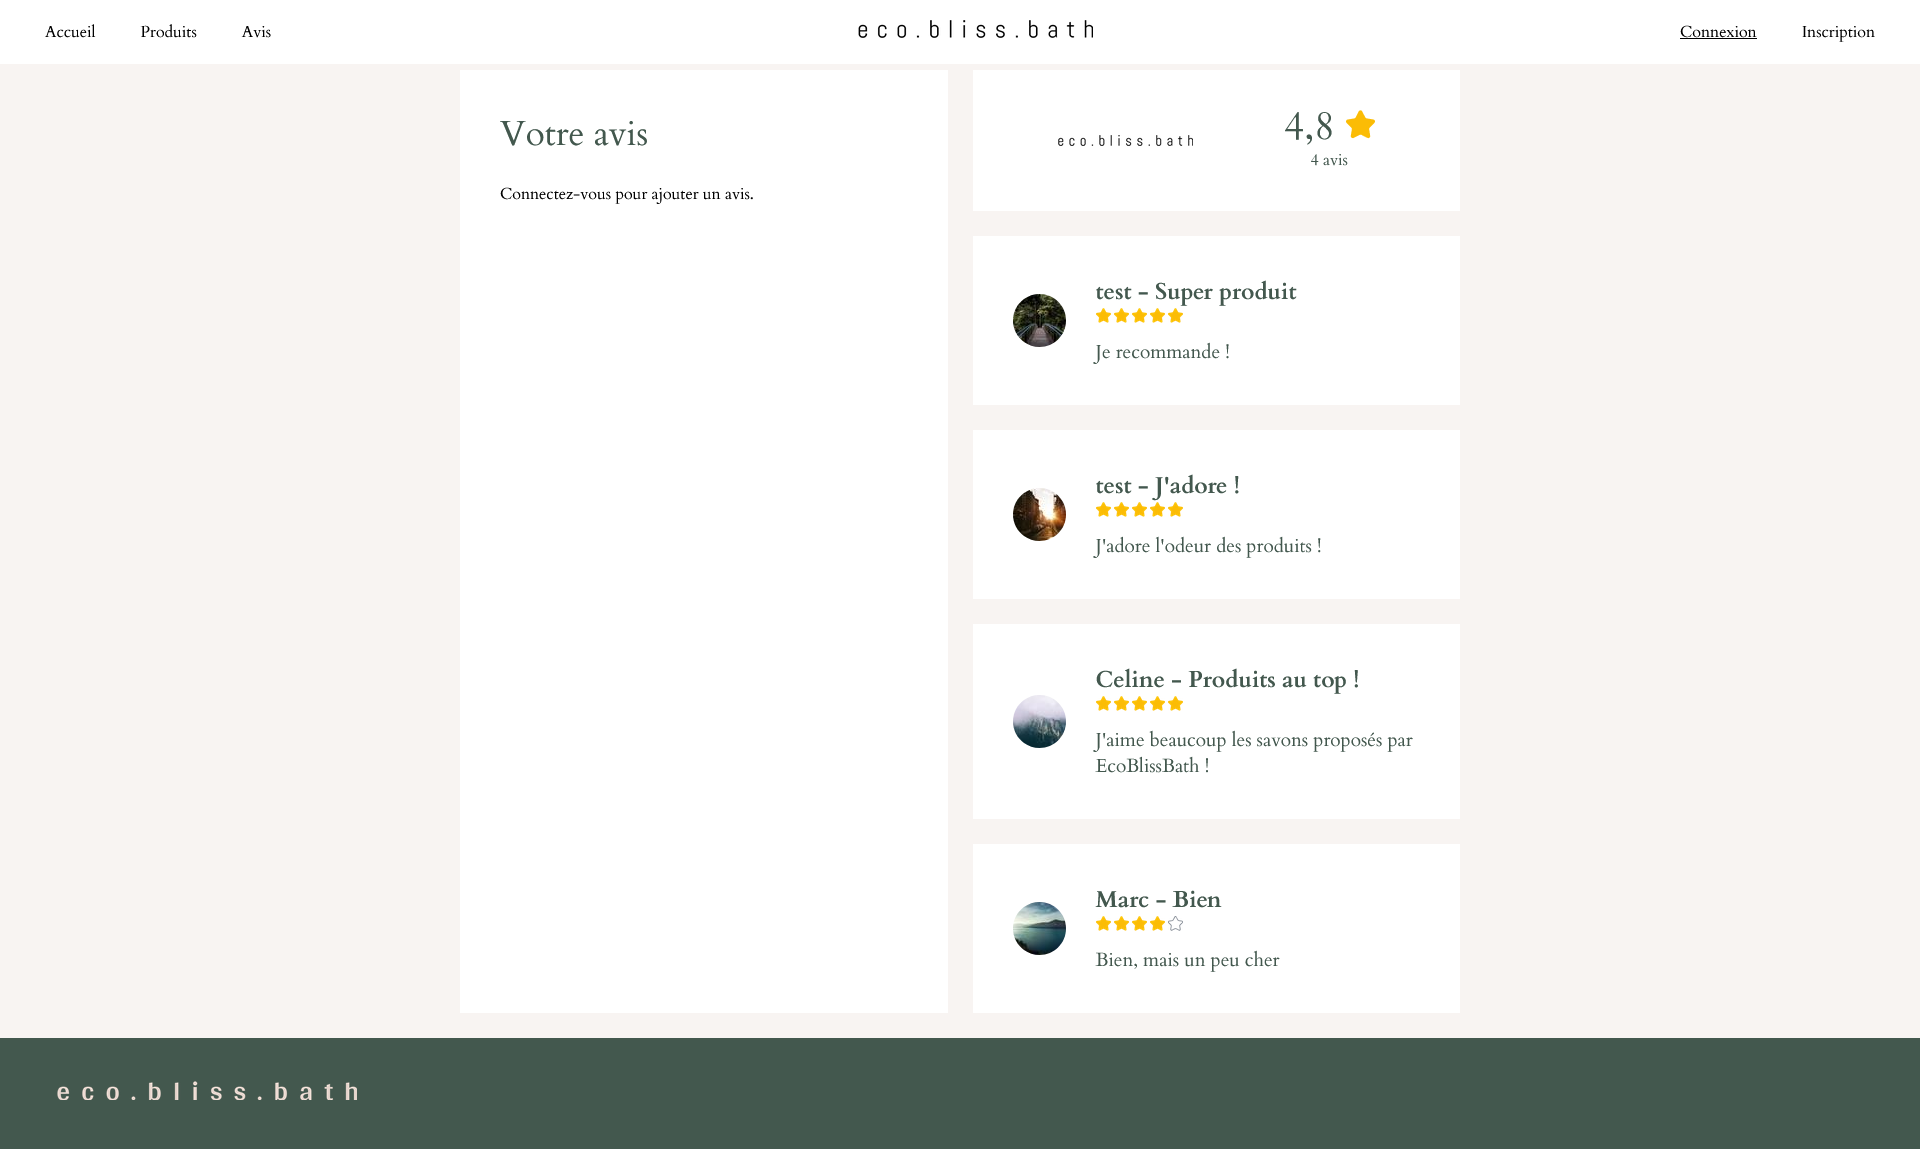 Accueil
Produits
Avis
eco.bliss.bath
Connexion
Inscription
Votre avis
Connectez-vous pour ajouter un avis.
eco.bliss.bath
4,8
4 avis
test - Super produit
Je recommande !
test - J'adore !
J'adore l'odeur des produits !
Celine - Produits au top !
J'aime beaucoup les savons proposés par
EcoBlissBath !
Marc - Bien
Bien, mais un peu cher
eco.bliss.bath